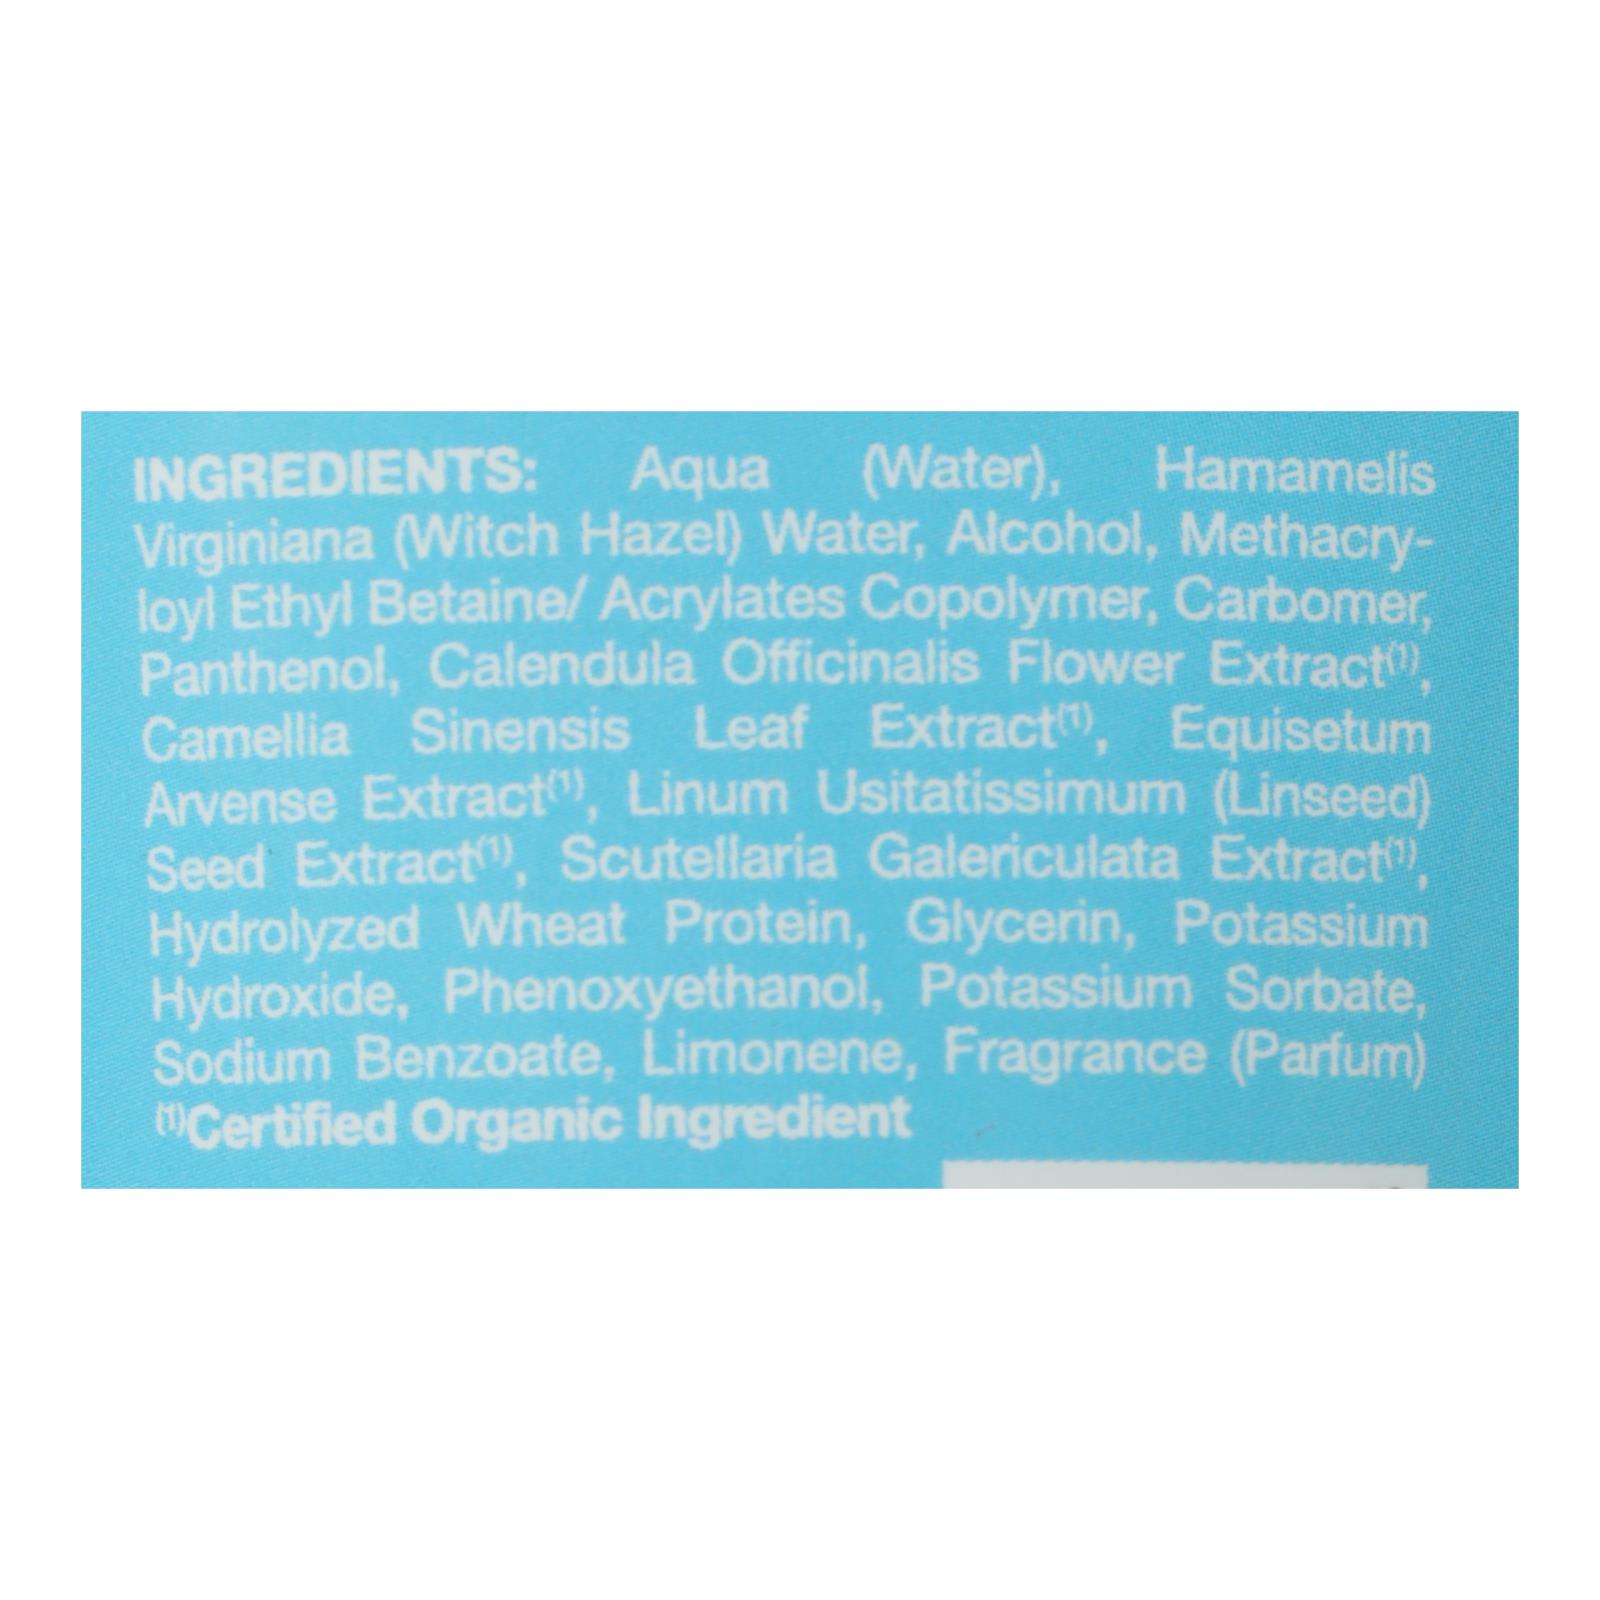 INGREDIENTS: Aqua (Water), Hamamelis
Virginiana (Witch Hazel) Water, Alcohol, Methacry-
loyl Ethyl Betaine/ Acrylates Copolymer, Carbomer,
Panthenol, Calendula Officinalis Flower Extract⁽¹⁾,
Camellia Sinensis Leaf Extract⁽¹⁾, Equisetum
Arvense Extract⁽¹⁾, Linum Usitatissimum (Linseed)
Seed Extract⁽¹⁾, Scutellaria Galericulata Extract⁽¹⁾,
Hydrolyzed Wheat Protein, Glycerin, Potassium
Hydroxide, Phenoxyethanol, Potassium Sorbate,
Sodium Benzoate, Limonene, Fragrance (Parfum)
⁽¹⁾Certified Organic Ingredient